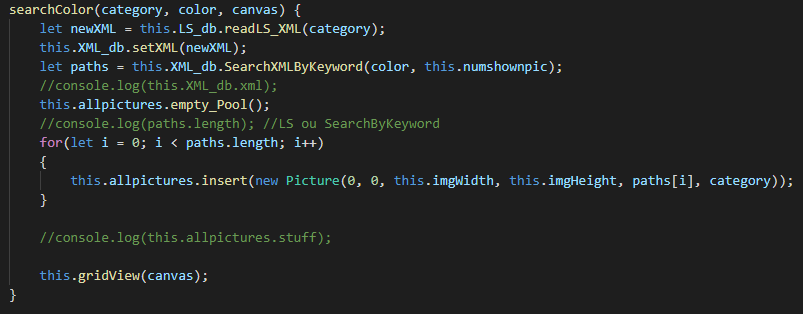 searchColor(category, color, canvas) {
let newXML = this.LS_db.readLS_XML(category);
this.XML_db.setXML(newXML);
let paths = this.XML_db.SearchXMLByKeyword(color, this.numshownpic);
//console.log(this.XML_db.xml);
this.allpictures.empty_Pool();
//console.log(paths.length); //LS ou SearchByKeyword
for(let i = 0; i < paths.length; i++)
{
this.allpictures.insert(new Picture(0, 0, this.imgWidth, this.imgHeight, paths[i], category));
}
//console.log(this.allpictures.stuff);
this.gridView(canvas);
}